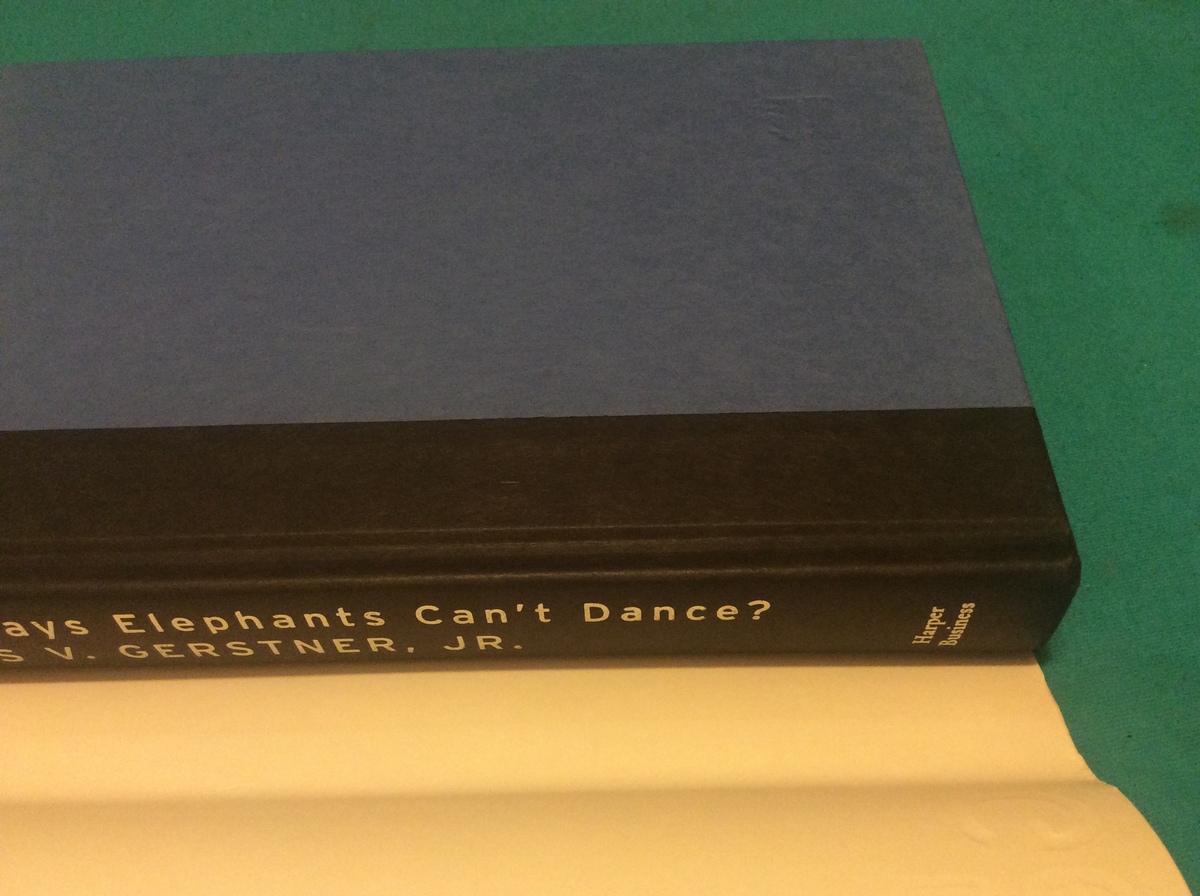 ays Elephants Can't Dance?
S V. GERSTNER, JR.
Harper
Business